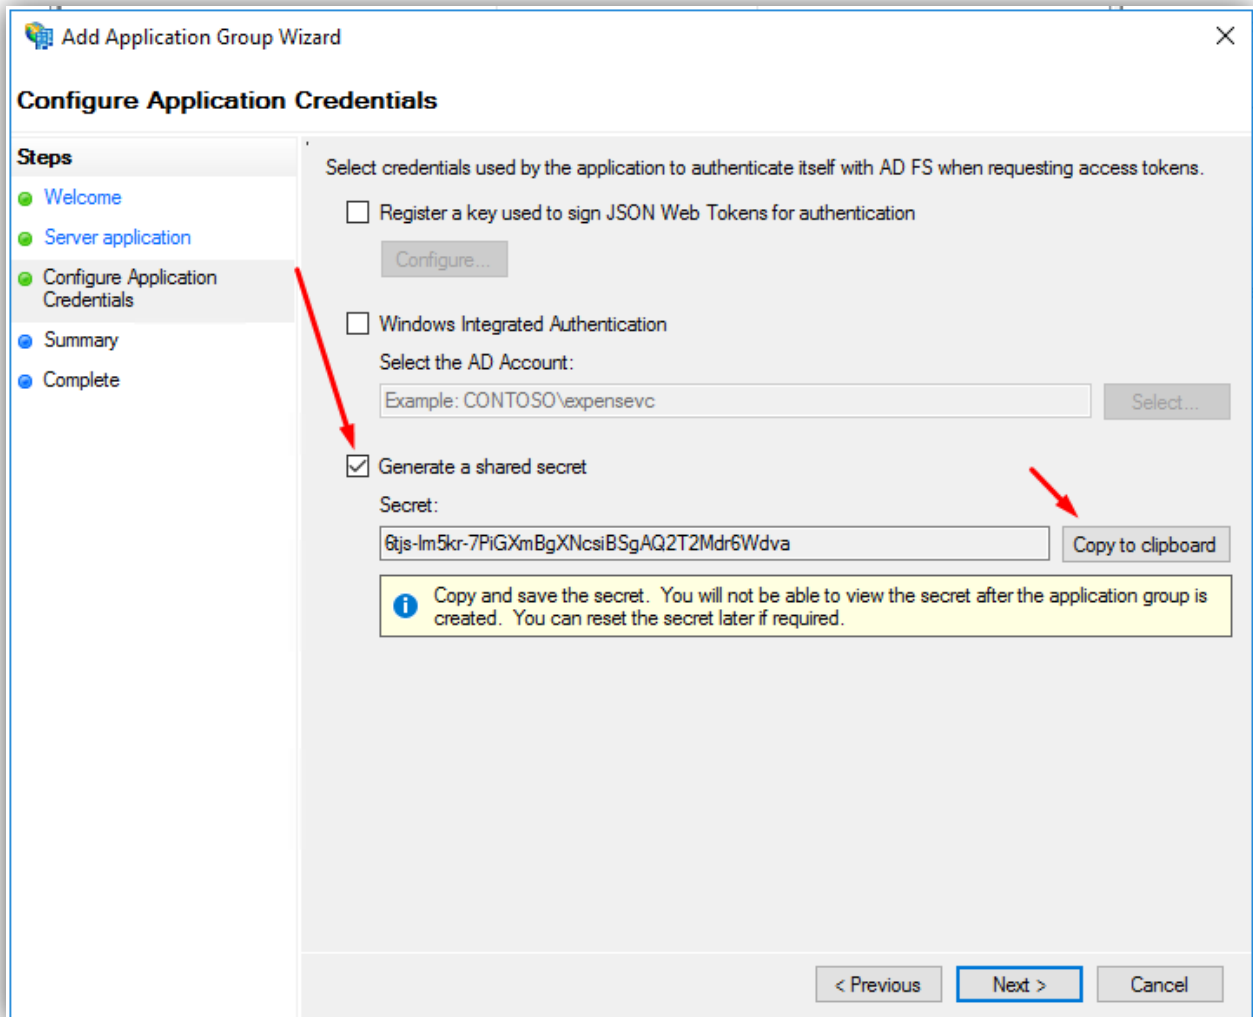 Add Application Group Wizard
Configure Application Credentials
Steps
Welcome
Server application
Configure Application
Credentials
Summary
Complete
Select credentials used by the application to authenticate itself with AD FS when requesting access tokens.
Register a key used to sign JSON Web Tokens for authentication
Configure...
Windows Integrated Authentication
Select the AD Account:
Example: CONTOSO\expensevc
Select...
Generate a shared secret
Secret:
6tjs-lm5kr-7PiGXmBgXNcsiBSgAQ2T2Mdr6Wdva
Copy to clipboard
Copy and save the secret.  You will not be able to view the secret after the application group is
created.  You can reset the secret later if required.
< Previous
Next >
Cancel